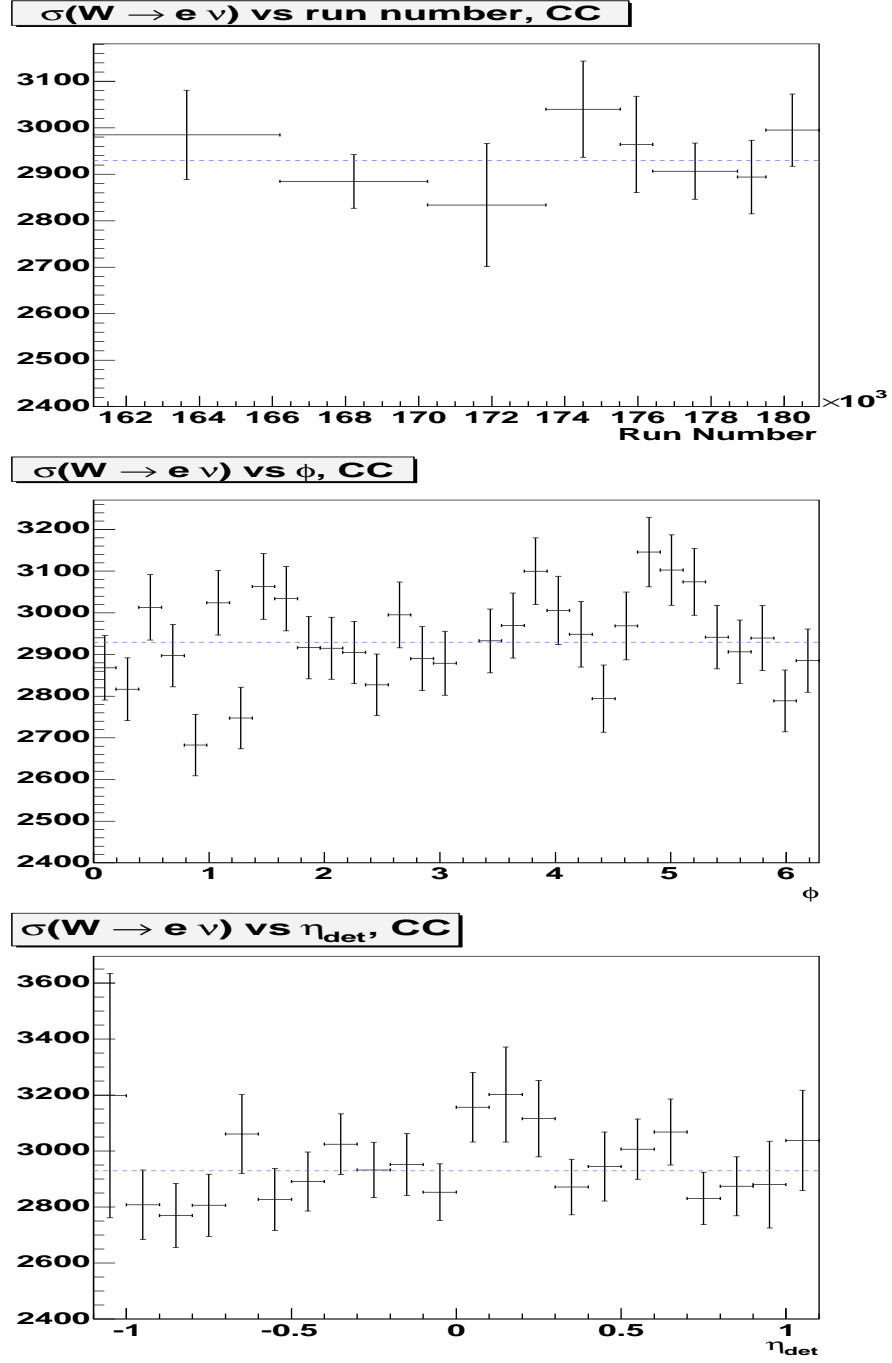 σ(W → e ν) vs run number, CC
3100
3000
2900
2800
2700
2600
2500
2400
162 164 166 168 170 172 174 176 178 180 ×10³
Run Number
σ(W → e ν) vs φ, CC
3200
3100
3000
2900
2800
2700
2600
2500
2400
0 1 2 3 4 5 6
φ
σ(W → e ν) vs η_det, CC
3600
3400
3200
3000
2800
2600
2400
-1 -0.5 0 0.5 1
η_det